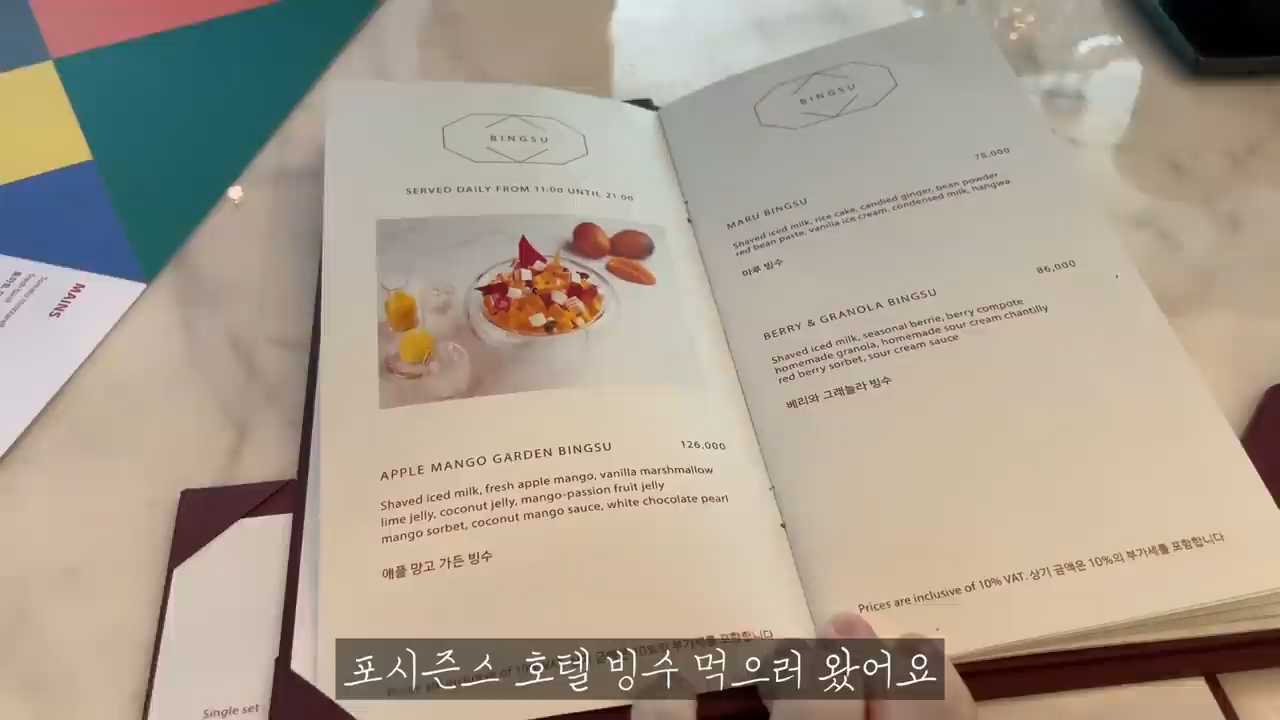 BINGSU
SERVED DAILY FROM 11:00 UNTIL 21:00
APPLE MANGO GARDEN BINGSU 126,000
Shaved iced milk, fresh apple mango, vanilla marshmallow
lime jelly, coconut jelly, mango-passion fruit jelly
mango sorbet, coconut mango sauce, white chocolate pearl
애플 망고 가든 빙수
BINGSU
78,000
MARU BINGSU
Shaved iced milk, rice cake, candied ginger, bean powder
red bean paste, vanilla ice cream, condensed milk, hangwa
마루 빙수
86,000
BERRY & GRANOLA BINGSU
Shaved iced milk, seasonal berrie, berry compote
homemade granola, homemade sour cream chantilly
red berry sorbet, sour cream sauce
베리와 그래놀라 빙수
Prices are inclusive of 10% VAT. 상기 금액은 10%의 부가세를 포함합니다
MAINS
Single set
포시즌스 호텔 빙수 먹으러 왔어요